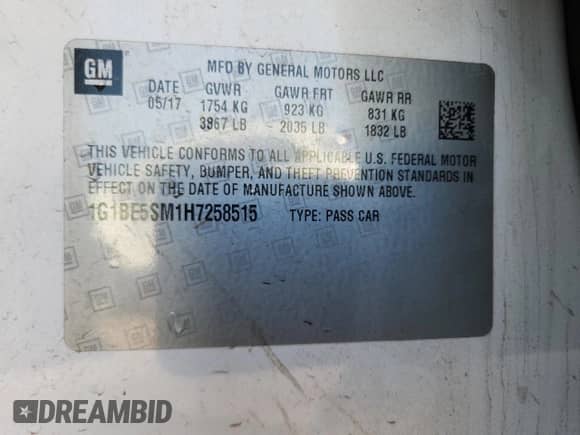 GM
MFD BY GENERAL MOTORS LLC
DATE GVWR GAWR FRT GAWR RR
05/17 1754 KG 923 KG 831 KG
3867 LB 2035 LB 1832 LB
THIS VEHICLE CONFORMS TO ALL APPLICABLE U.S. FEDERAL MOTOR
VEHICLE SAFETY, BUMPER, AND THEFT PREVENTION STANDARDS IN
EFFECT ON THE DATE OF MANUFACTURE SHOWN ABOVE.
1G1BE5SM1H7258515 TYPE: PASS CAR
DREAMBID